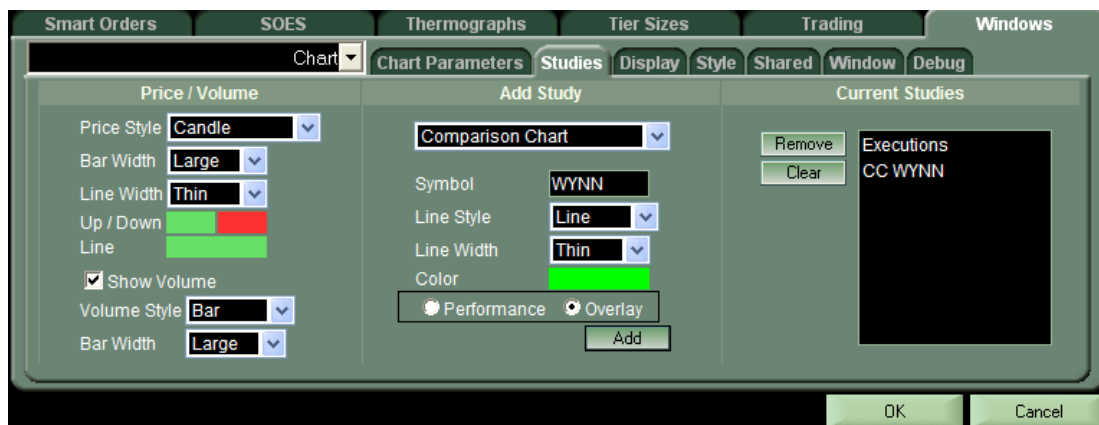 Smart Orders SOES Thermographs Tier Sizes Trading Windows
Chart Chart Parameters Studies Display Style Shared Window Debug
Price / Volume Add Study Current Studies
Price Style Candle
Bar Width Large
Line Width Thin
Up / Down
Line
Show Volume
Volume Style Bar
Bar Width Large
Comparison Chart
Symbol WYNN
Line Style Line
Line Width Thin
Color
Performance Overlay
Add
Remove
Clear
Executions
CC WYNN
OK Cancel